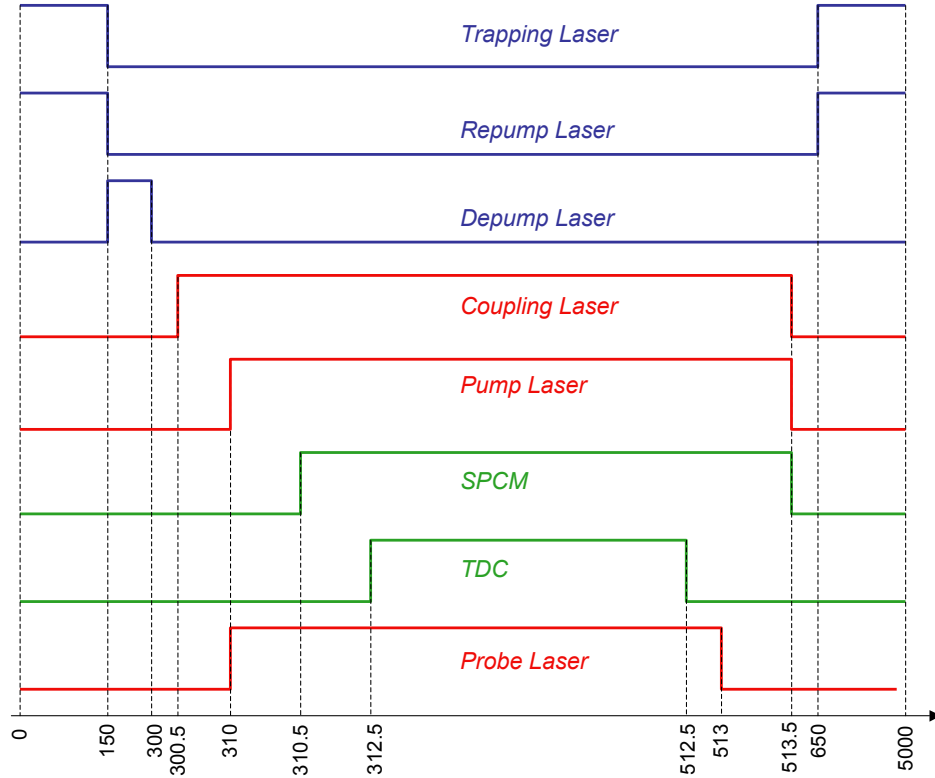 Trapping Laser
Repump Laser
Depump Laser
Coupling Laser
Pump Laser
SPCM
TDC
Probe Laser
0
150
300
300.5
310
310.5
312.5
512.5
513
513.5
650
5000